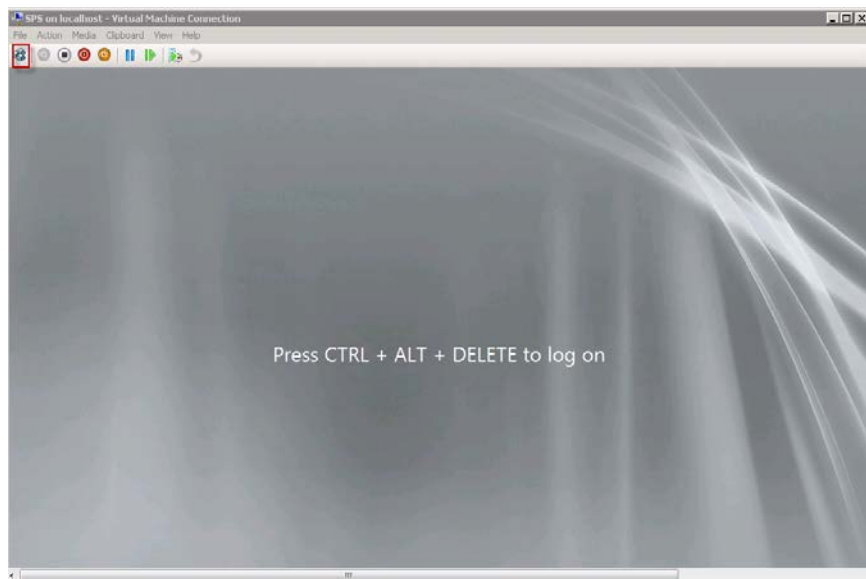 SPS on localhost - Virtual Machine Connection
File Action Media Clipboard View Help
Press CTRL + ALT + DELETE to log on